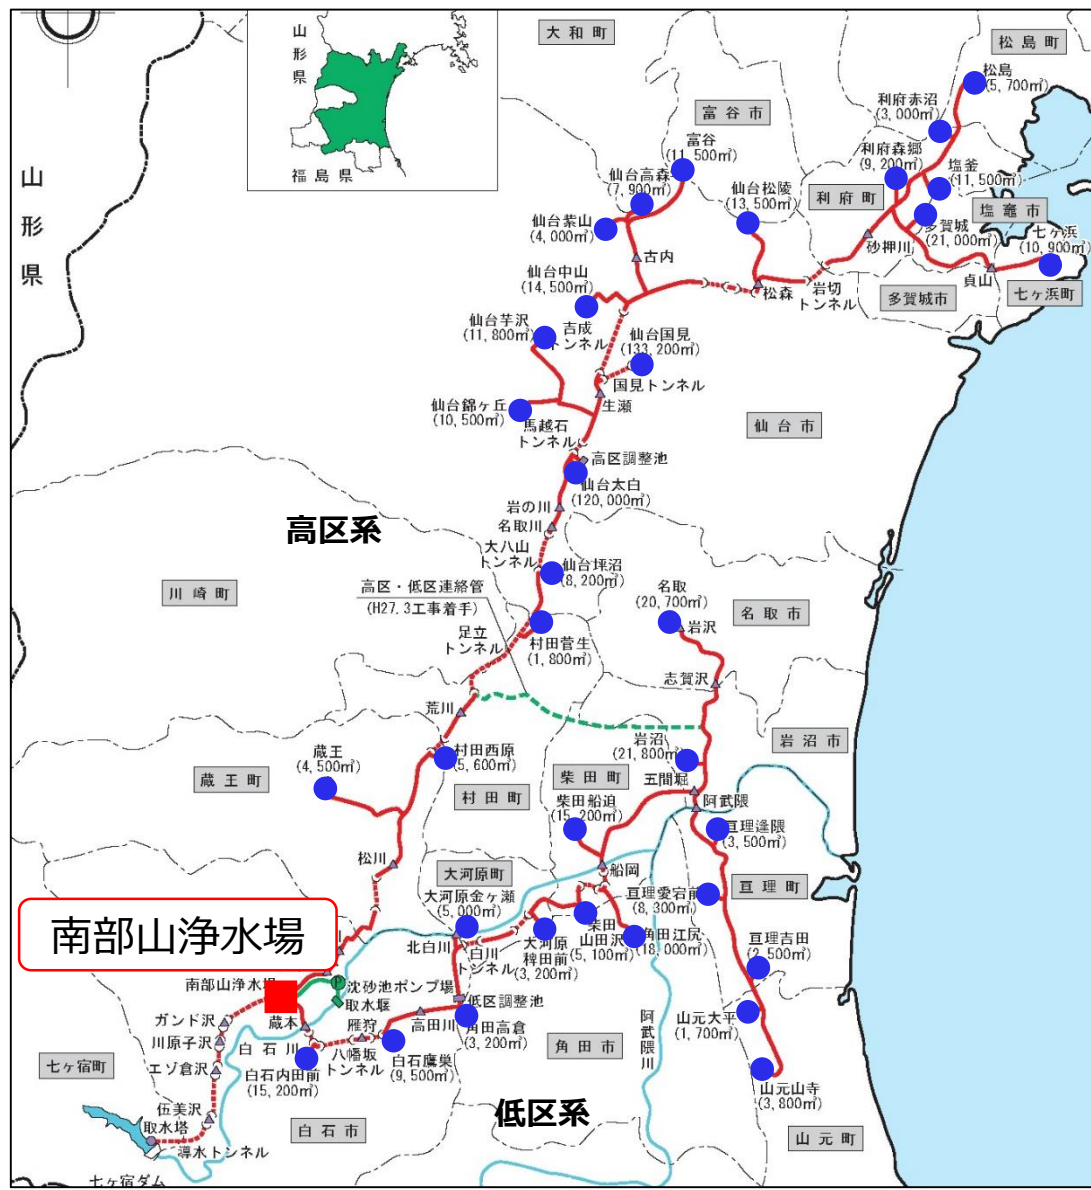 山形県
福島県
大和町
松島町
松島
(5,700㎥)
利府赤沼
(3,000㎥)
富谷市
富谷
(11,500㎥)
利府森郷
(9,200㎥)
塩釜
(11,500㎥)
山形県
仙台高森
(7,900㎥)
仙台松陵
(13,500㎥)
利府町
塩竈市
仙台紫山
(4,000㎥)
多賀城
(21,000㎥)
七ヶ浜
(10,900㎥)
砂押川
古内
仙台中山
(14,500㎥)
松森
岩切
トンネル
貞山
多賀城市
七ヶ浜町
仙台芋沢
(11,800㎥)
吉成
トンネル
仙台国見
(133,200㎥)
国見トンネル
生瀬
仙台錦ヶ丘
(10,500㎥)
馬越石
トンネル
仙台市
高区調整池
仙台太白
(120,000㎥)
岩の川
名取川
高区系
大八山
トンネル
仙台坪沼
(8,200㎥)
川崎町
高区・低区連絡管
(H27.3工事着手)
名取
(20,700㎥)
岩沢
名取市
足立
トンネル
村田菅生
(1,800㎥)
志賀沢
荒川
岩沼市
蔵王
(4,500㎥)
村田西原
(5,600㎥)
岩沼
(21,800㎥)
蔵王町
柴田町
五間堀
村田町
柴田船迫
(15,200㎥)
阿武隈
亘理逢隈
(3,500㎥)
松川
大河原町
船岡
大河原金ヶ瀬
(5,000㎥)
亘理愛宕前
(8,300㎥)
亘理町
南部山浄水場
北白川
白川
トンネル
大河原
稗田前
(3,200㎥)
柴田
山田沢
(5,100㎥)
角田江尻
(18,000㎥)
亘理吉田
(2,500㎥)
南部山浄水場
沈砂池ポンプ場
取水堰
低区調整池
ガンド沢
蔵本
雁狩
高田川
角田高倉
(3,200㎥)
山元大平
(1,700㎥)
川原子沢
白石川
八幡坂
トンネル
阿武隈川
角田市
七ヶ宿町
エゾ倉沢
白石内田前
(15,200㎥)
白石鷹巣
(9,500㎥)
山元山寺
(3,800㎥)
伍美沢
取水塔
低区系
白石市
山元町
導水トンネル
七ヶ宿ダム